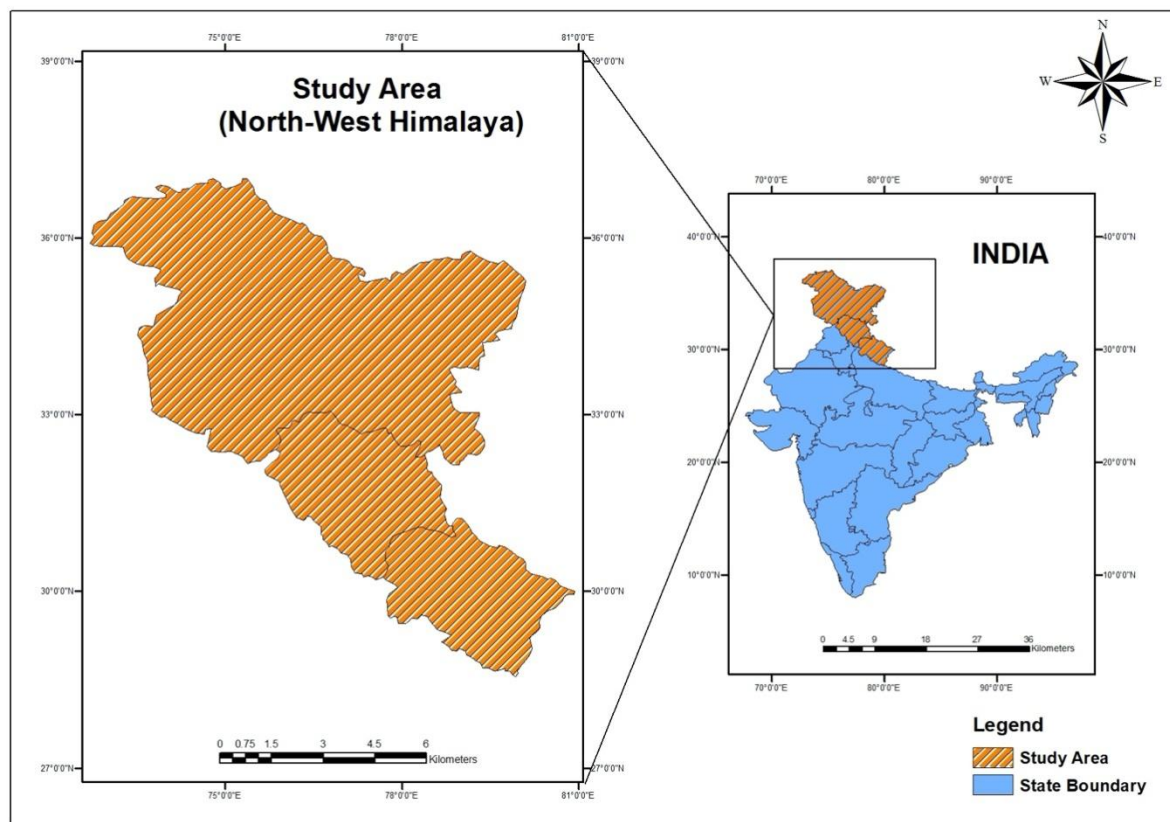 N
W E
S
75°0'0"E 78°0'0"E 81°0'0"E
39°0'0"N 39°0'0"N
Study Area
(North-West Himalaya)
36°0'0"N 36°0'0"N
33°0'0"N 33°0'0"N
30°0'0"N 30°0'0"N
0 0.75 1.5 3 4.5 6
Kilometers
27°0'0"N 27°0'0"N
75°0'0"E 78°0'0"E 81°0'0"E
70°0'0"E 80°0'0"E 90°0'0"E
40°0'0"N 40°0'0"N
INDIA
30°0'0"N 30°0'0"N
20°0'0"N 20°0'0"N
10°0'0"N 10°0'0"N
0 4.5 9 18 27 36
Kilometers
70°0'0"E 80°0'0"E 90°0'0"E
Legend
Study Area
State Boundary